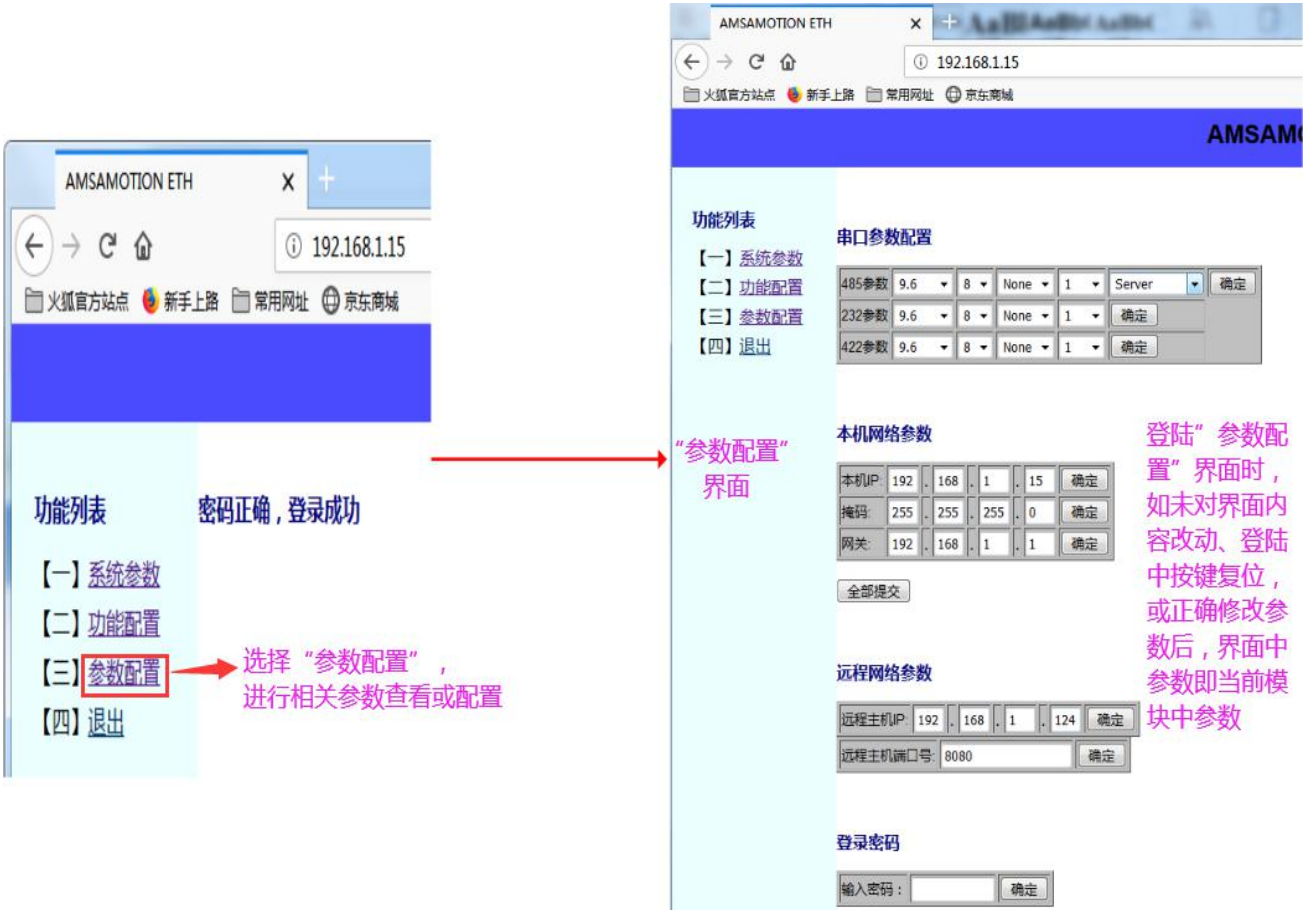 AMSAMOTION ETH
192.168.1.15
火狐官方站点 新手上路 常用网址 京东商城
功能列表
密码正确，登录成功
【一】系统参数
【二】功能配置
【三】参数配置
【四】退出
选择“参数配置”，
进行相关参数查看或配置
“参数配置”
界面
AMSAMOTION ETH
192.168.1.15
火狐官方站点 新手上路 常用网址 京东商城
AMSAMO
功能列表
【一】系统参数
【二】功能配置
【三】参数配置
【四】退出
串口参数配置
485参数 9.6 8 None 1 Server 确定
232参数 9.6 8 None 1 确定
422参数 9.6 8 None 1 确定
本机网络参数
本机IP: 192 . 168 . 1 . 15 确定
掩码: 255 . 255 . 255 . 0 确定
网关: 192 . 168 . 1 . 1 确定
全部提交
远程网络参数
远程主机IP: 192 . 168 . 1 . 124 确定
远程主机端口号: 8080 确定
登录密码
输入密码： 确定
登陆”参数配
置”界面时，
如未对界面内
容改动、登陆
中按键复位，
或正确修改参
数后，界面中
参数即当前模
块中参数